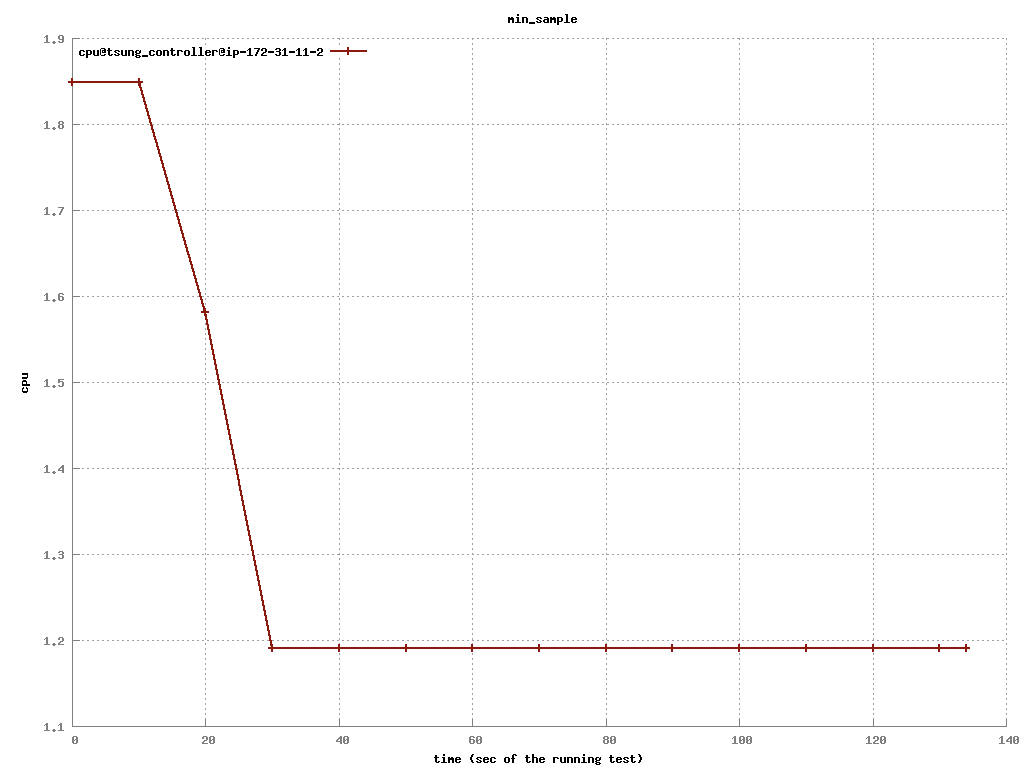 min_sample
1.9
cpu@tsung_controller@ip-172-31-11-2
1.8
1.7
1.6
1.5
cpu
1.4
1.3
1.2
1.1
0 20 40 60 80 100 120 140
time (sec of the running test)